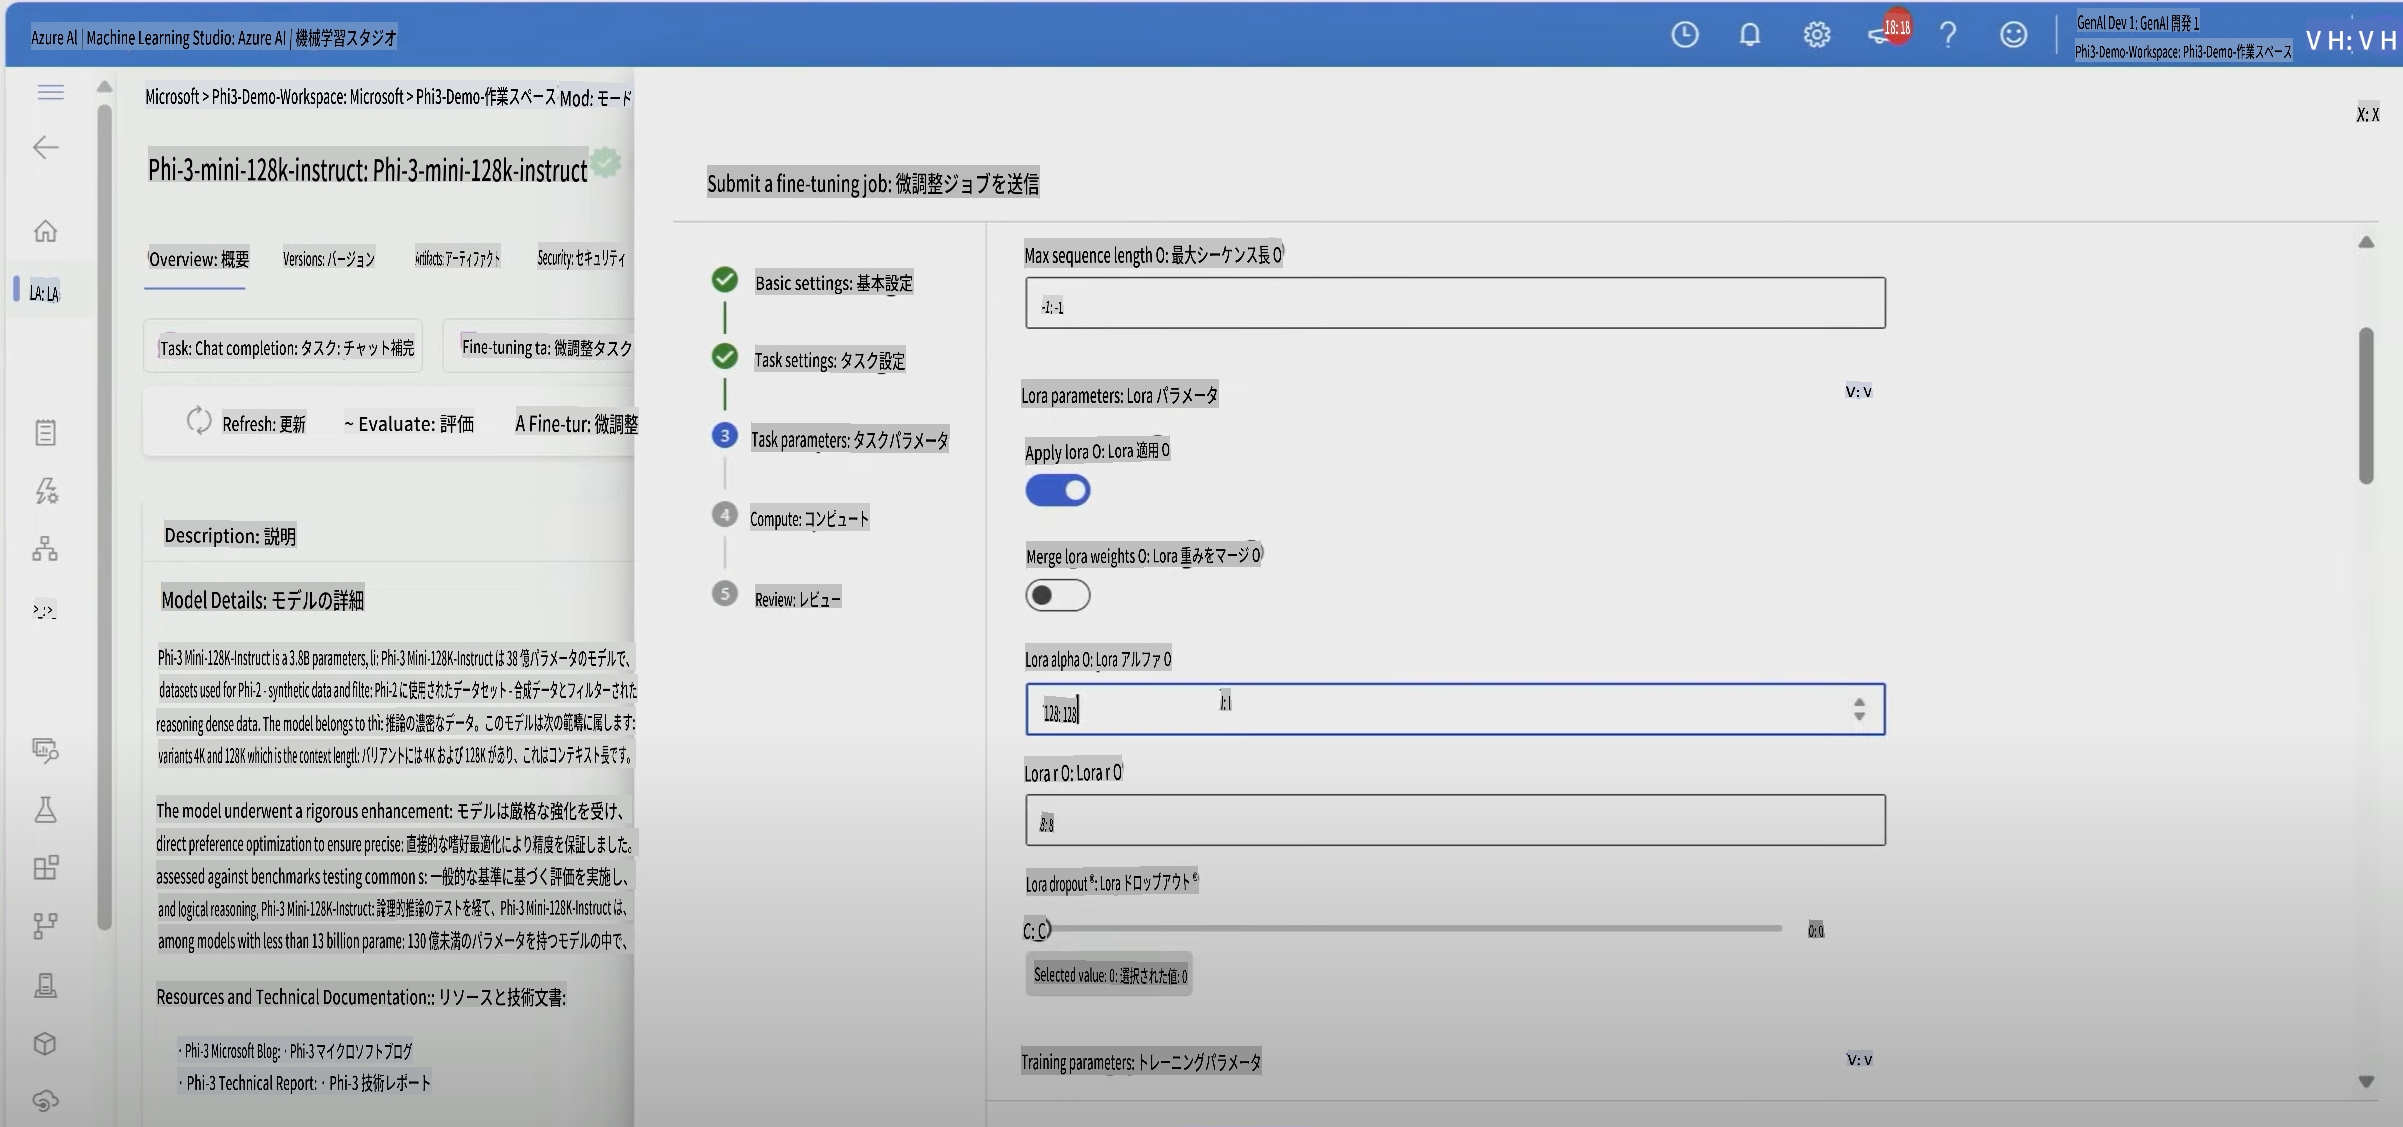 Azure Al | Machine Learning Studio: Azure AI / 機械学習スタジオ
18:18
GenAl Dev 1: GenAI 開発 1
Phi3-Demo-Workspace: Phi3-Demo-作業スペース
V H: V H
Microsoft > Phi3-Demo-Workspace: Microsoft > Phi3-Demo-作業スペース Mod: モード
X: X
Phi-3-mini-128k-instruct: Phi-3-mini-128k-instruct
Overview: 概要
Versions: バージョン
Artifacts: アーティファクト
Security: セキュリティ
LA: LA
Task: Chat completion: タスク: チャット補完
Fine-tuning ta: 微調整タスク
Refresh: 更新
~ Evaluate: 評価
A Fine-tur: 微調整
Description: 説明
Model Details: モデルの詳細
Phi-3 Mini-128K-Instruct is a 3.8B parameters, li: Phi-3 Mini-128K-Instruct は 38 億パラメータのモデルで、
datasets used for Phi-2 - synthetic data and filte: Phi-2 に使用されたデータセット - 合成データとフィルターされた
reasoning dense data. The model belongs to thi: 推論の濃密なデータ。このモデルは次の範疇に属します:
variants 4K and 128K which is the context lengtl: バリアントには 4K および 128K があり、これはコンテキスト長です。
The model underwent a rigorous enhancement: モデルは厳格な強化を受け、
direct preference optimization to ensure precise: 直接的な嗜好最適化により精度を保証しました。
assessed against benchmarks testing common s: 一般的な基準に基づく評価を実施し、
and logical reasoning, Phi-3 Mini-128K-Instruct: 論理的推論のテストを経て、Phi-3 Mini-128K-Instruct は、
among models with less than 13 billion parame: 130 億未満のパラメータを持つモデルの中で、
Resources and Technical Documentation:: リソースと技術文書:
· Phi-3 Microsoft Blog: · Phi-3 マイクロソフトブログ
· Phi-3 Technical Report: · Phi-3 技術レポート
Submit a fine-tuning job: 微調整ジョブを送信
Basic settings: 基本設定
Task settings: タスク設定
3 Task parameters: タスクパラメータ
4 Compute: コンピュート
5 Review: レビュー
Max sequence length O: 最大シーケンス長 O
-1: -1
Lora parameters: Lora パラメータ
V: V
Apply lora O: Lora 適用 O
Merge lora weights O: Lora 重みをマージ O
Lora alpha O: Lora アルファ O
128: 128
Lora r O: Lora r O
8: 8
Lora dropout °: Lora ドロップアウト °
C: C
0: 0
Selected value: 0: 選択された値: 0
Training parameters: トレーニングパラメータ
V: V